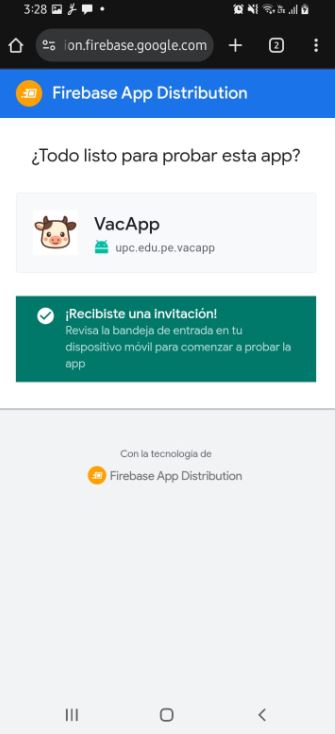 3:28
ion.firebase.google.com
2
Firebase App Distribution
¿Todo listo para probar esta app?
VacApp
upc.edu.pe.vacapp
¡Recibiste una invitación!
Revisa la bandeja de entrada en tu
dispositivo móvil para comenzar a probar la
app
Con la tecnología de
Firebase App Distribution